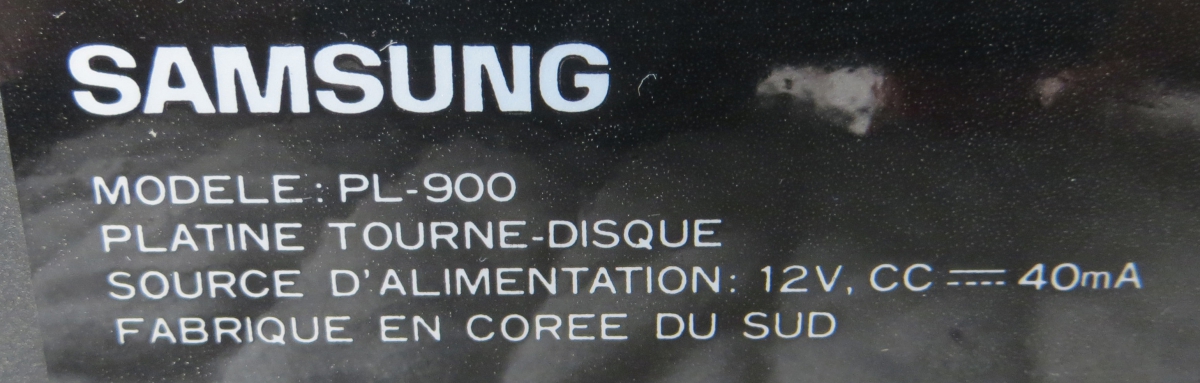 SAMSUNG
MODELE: PL-900
PLATINE TOURNE-DISQUE
SOURCE D'ALIMENTATION: 12V, CC ⎓ 40mA
FABRIQUE EN COREE DU SUD